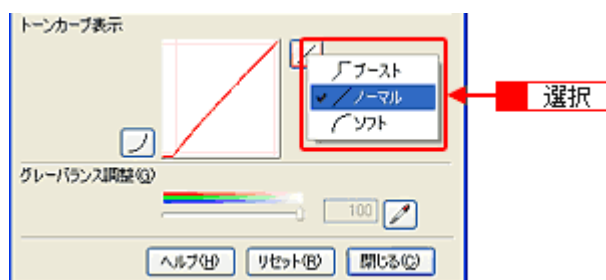 トーンカーブ表示
ブースト
ノーマル
ソフト
選択
グレーバランス調整(G)
100
ヘルプ(H) リセット(R) 閉じる(C)